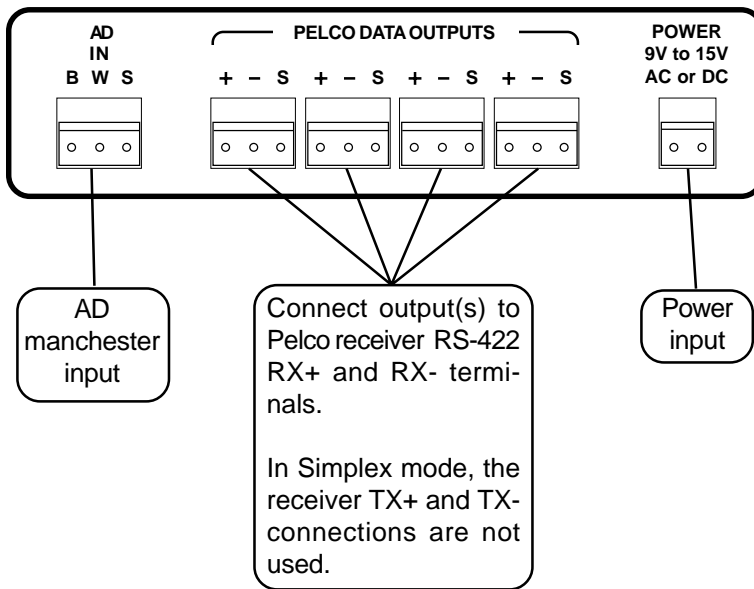 AD
IN
B W S
PELCO DATA OUTPUTS
+ – S + – S + – S + – S
POWER
9V to 15V
AC or DC
AD
manchester
input
Connect output(s) to
Pelco receiver RS-422
RX+ and RX- termi-
nals.
In Simplex mode, the
receiver TX+ and TX-
connections are not
used.
Power
input